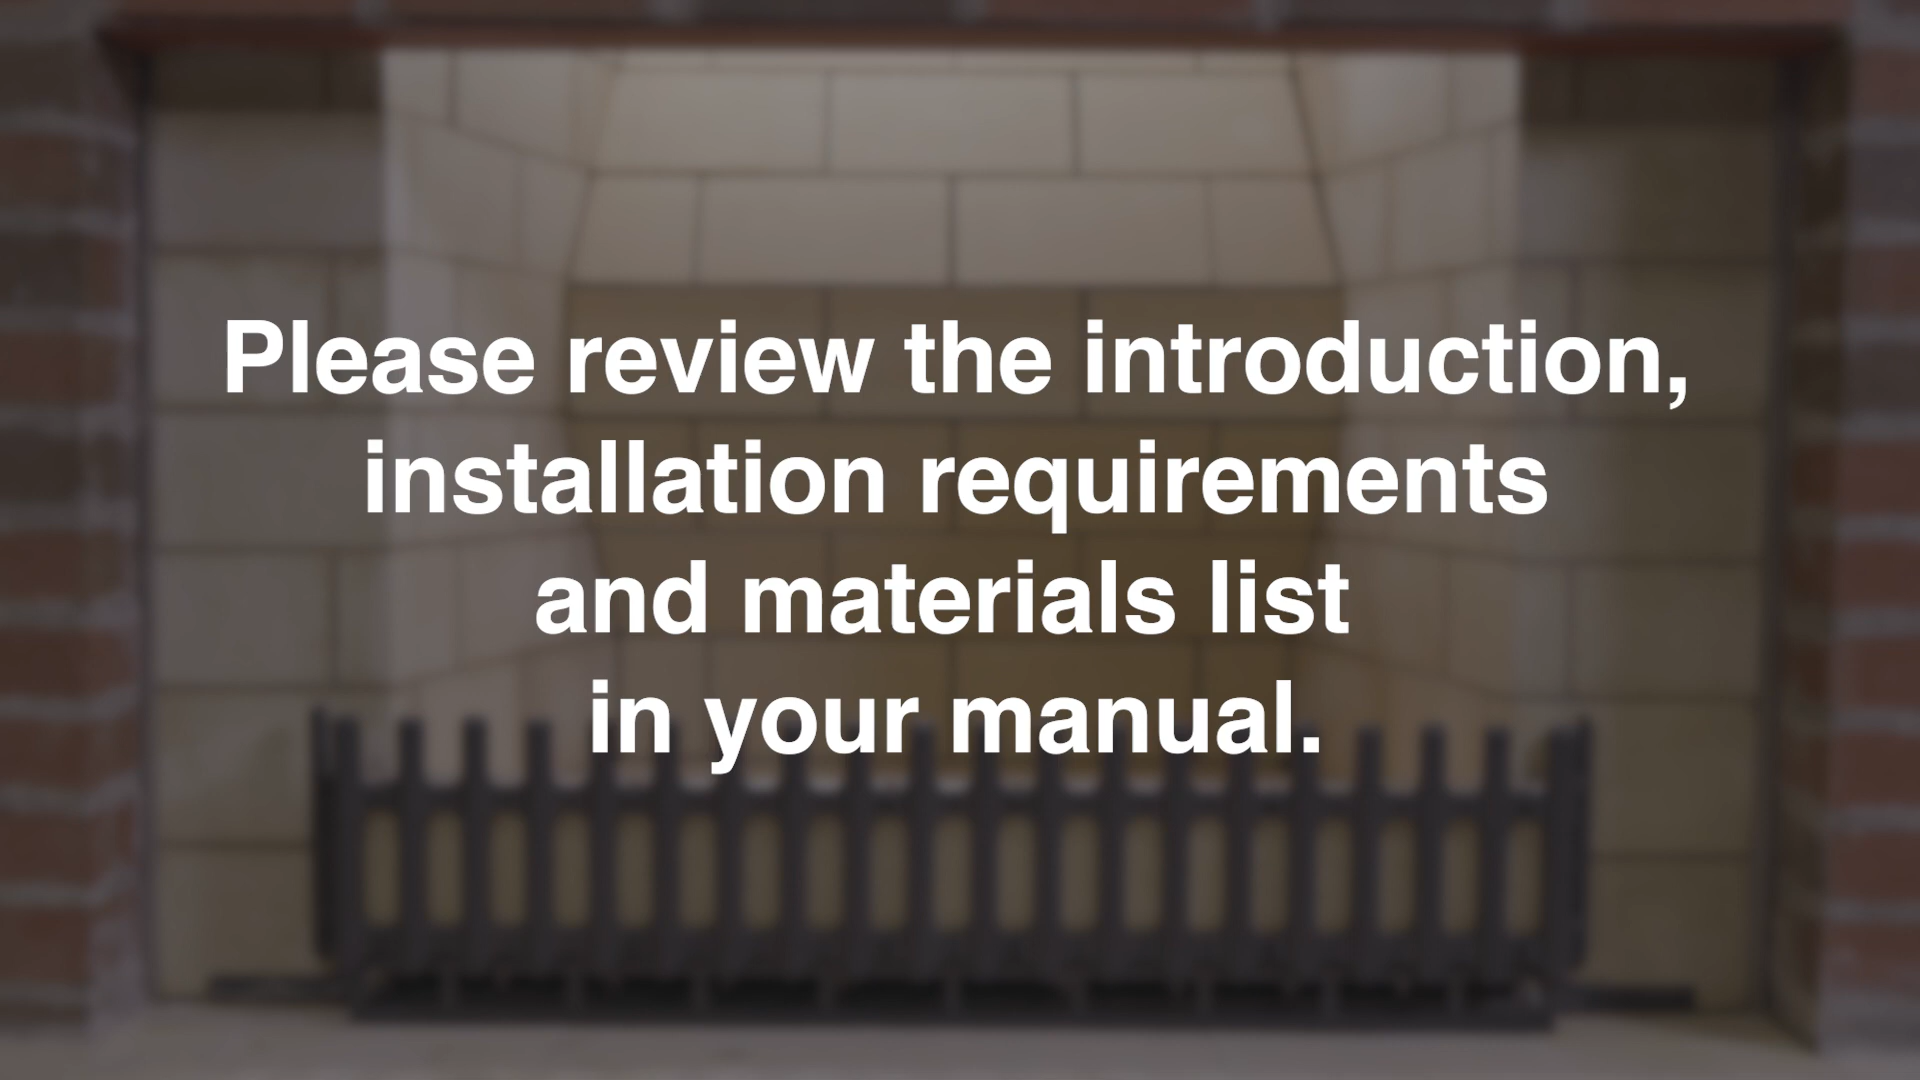 Please review the introduction,
installation requirements
and materials list
in your manual.